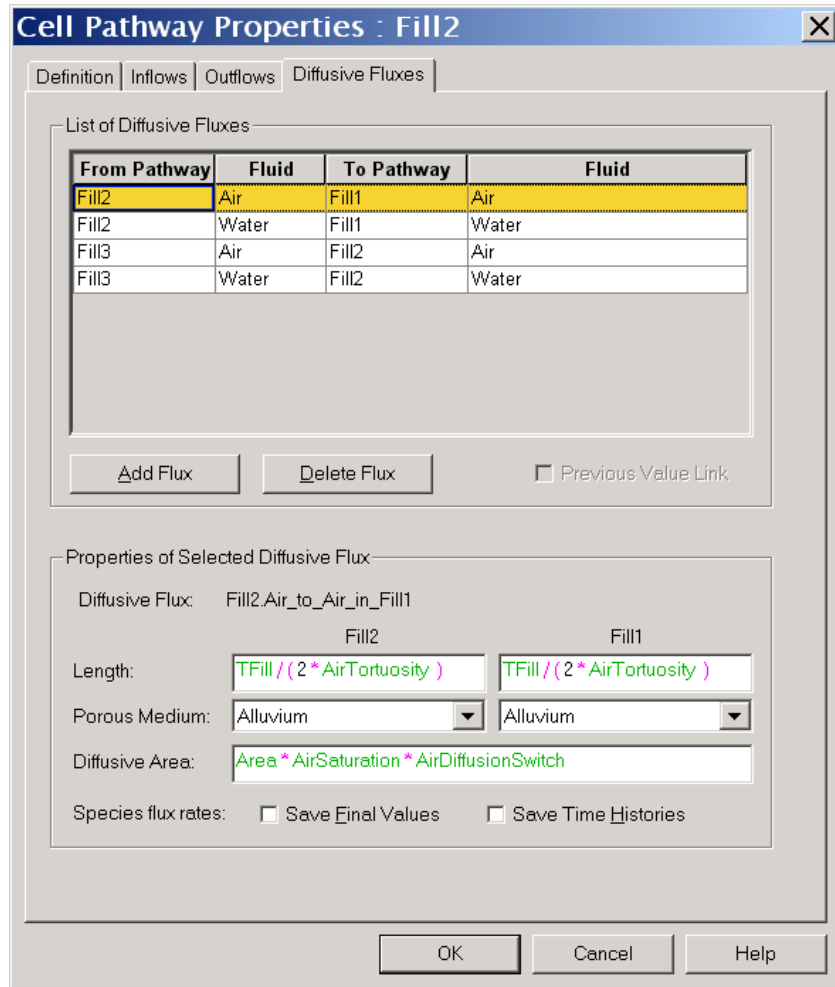 Cell Pathway Properties : Fill2
Definition Inflows Outflows Diffusive Fluxes
List of Diffusive Fluxes
From Pathway Fluid To Pathway Fluid
Fill2 Air Fill1 Air
Fill2 Water Fill1 Water
Fill3 Air Fill2 Air
Fill3 Water Fill2 Water
Add Flux Delete Flux Previous Value Link
Properties of Selected Diffusive Flux
Diffusive Flux: Fill2.Air_to_Air_in_Fill1
Fill2 Fill1
Length: TFill / ( 2 * AirTortuosity ) TFill / ( 2 * AirTortuosity )
Porous Medium: Alluvium Alluvium
Diffusive Area: Area * AirSaturation * AirDiffusionSwitch
Species flux rates: Save Final Values Save Time Histories
OK Cancel Help